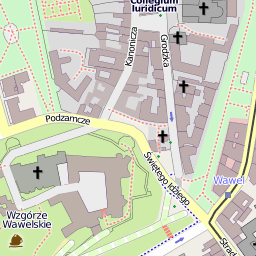 Collegium
Iuridicum
Kanonicza
Grodzka
Podzamcze
Świętego Idziego
Wawel
Wzgórze
Wawelskie
Strad